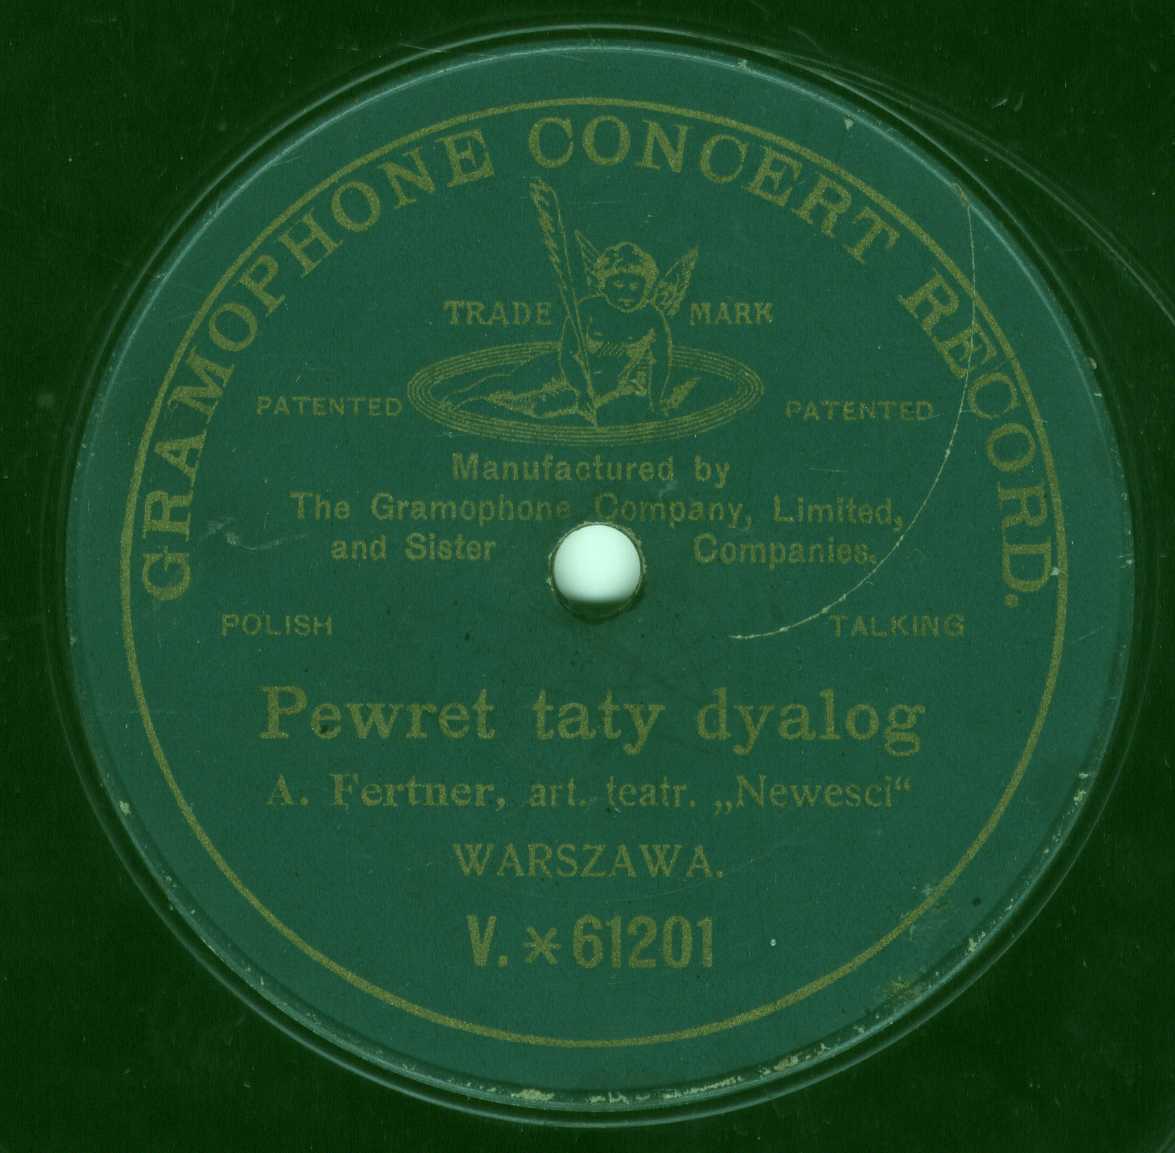 GRAMOPHONE CONCERT RECORD.
TRADE MARK
PATENTED PATENTED
Manufactured by
The Gramophone Company, Limited,
and Sister Companies.
POLISH TALKING
Pewret taty dyalog
A. Fertner, art. teatr. „Newesci“
WARSZAWA.
V. * 61201